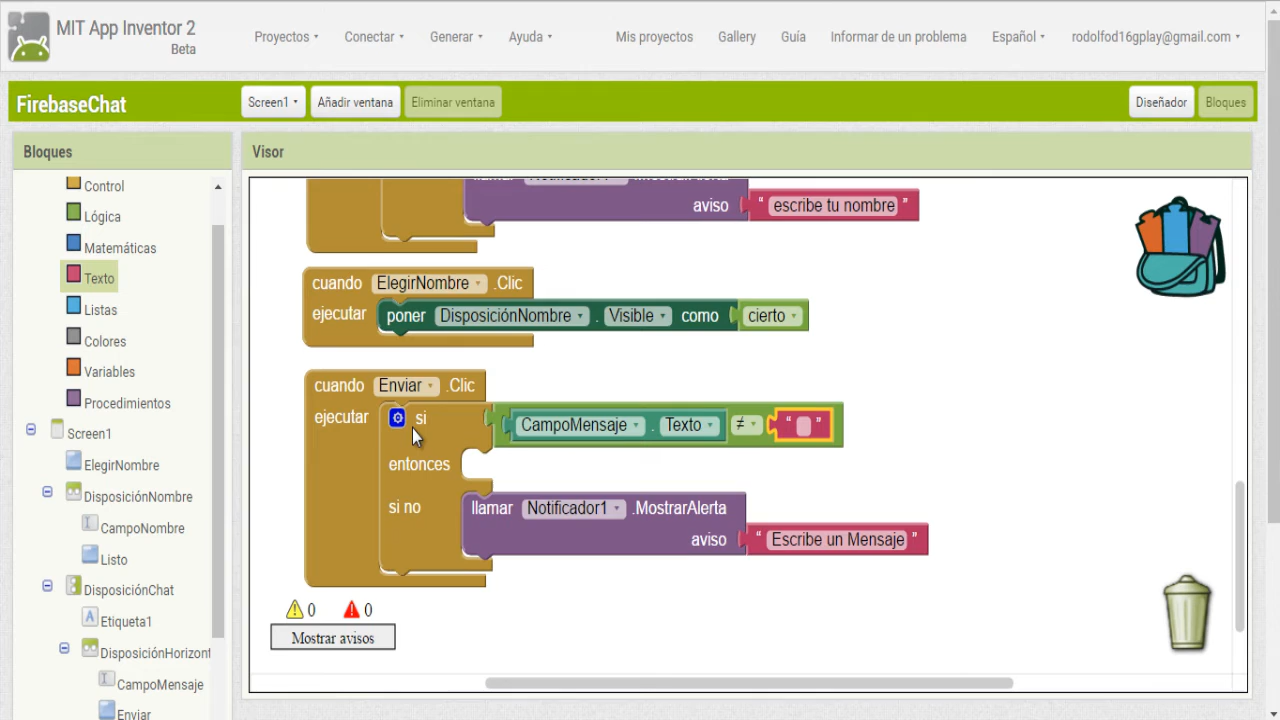 MIT App Inventor 2
Beta
Proyectos Conectar Generar Ayuda Mis proyectos Gallery Guía Informar de un problema Español rodolfod16gplay@gmail.com
FirebaseChat Screen1 Añadir ventana Eliminar ventana Diseñador Bloques
Bloques Visor
Control
Lógica
Matemáticas
Texto
Listas
Colores
Variables
Procedimientos
Screen1
ElegirNombre
DisposiciónNombre
CampoNombre
Listo
DisposiciónChat
Etiqueta1
DisposiciónHorizont
CampoMensaje
Enviar
aviso “ escribe tu nombre ”
cuando ElegirNombre .Clic
ejecutar poner DisposiciónNombre . Visible como cierto
cuando Enviar .Clic
ejecutar si CampoMensaje . Texto ≠ “ ”
entonces
si no llamar Notificador1 .MostrarAlerta
aviso “ Escribe un Mensaje ”
0 0
Mostrar avisos